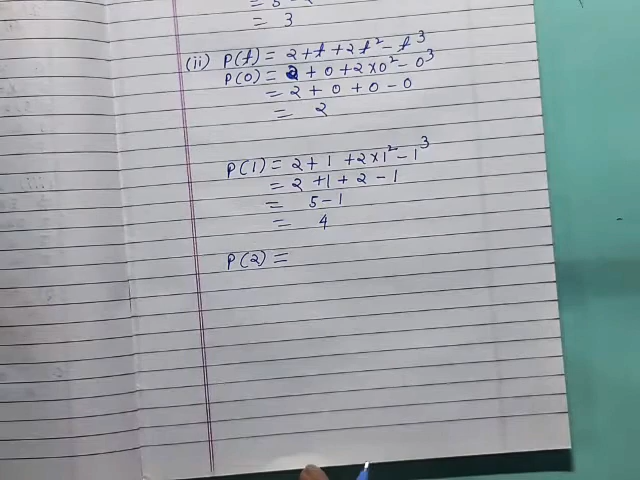 = 3
(ii) P(t) = 2 + t + 2t² - t³
P(0) = 2 + 0 + 2×0² - 0³
= 2 + 0 + 0 - 0
= 2
P(1) = 2 + 1 + 2×1² - 1³
= 2 + 1 + 2 - 1
= 5 - 1
= 4
P(2) =